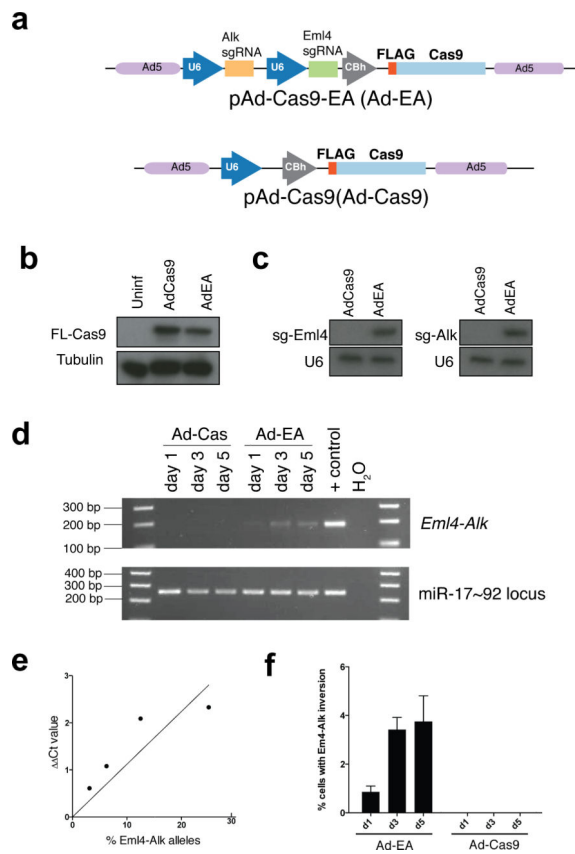 a
Alk
sgRNA
Eml4
sgRNA
FLAG Cas9
Ad5
U6
U6
CBh
Ad5
pAd-Cas9-EA (Ad-EA)
FLAG Cas9
Ad5
U6
CBh
Ad5
pAd-Cas9(Ad-Cas9)
b
Uninf
AdCas9
AdEA
FL-Cas9
Tubulin
c
AdCas9
AdEA
sg-Eml4
U6
AdCas9
AdEA
sg-Alk
U6
d
Ad-Cas
Ad-EA
day 1
day 3
day 5
day 1
day 3
day 5
+ control
H2O
300 bp
200 bp
100 bp
Eml4-Alk
400 bp
300 bp
200 bp
miR-17~92 locus
e
ΔΔCt value
3
2
1
0
0
10
20
30
% Eml4-Alk alleles
f
% cells with Em4-Alk inversion
6
4
2
0
d1
d3
d5
d1
d3
d5
Ad-EA
Ad-Cas9